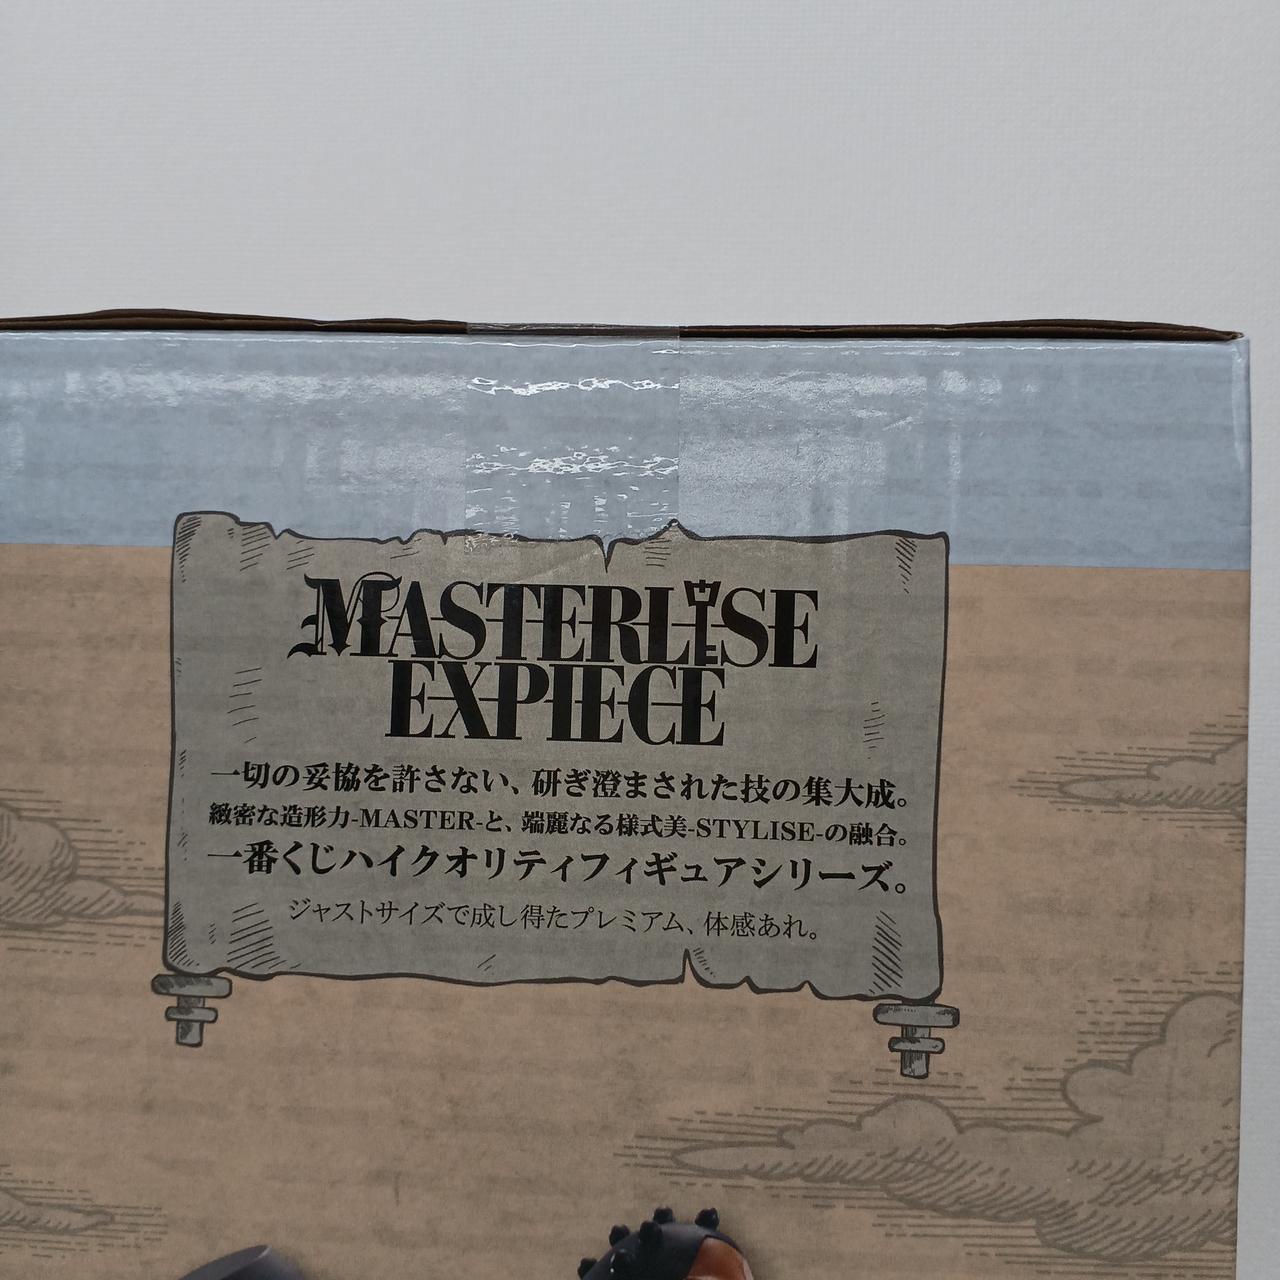 MASTERLISE
EXPIECE
一切の妥協を許さない、研ぎ澄まされた技の集大成。
緻密な造形力-MASTER-と、端麗なる様式美-STYLISE-の融合。
一番くじハイクオリティフィギュアシリーズ。
ジャストサイズで成し得たプレミアム、体感あれ。